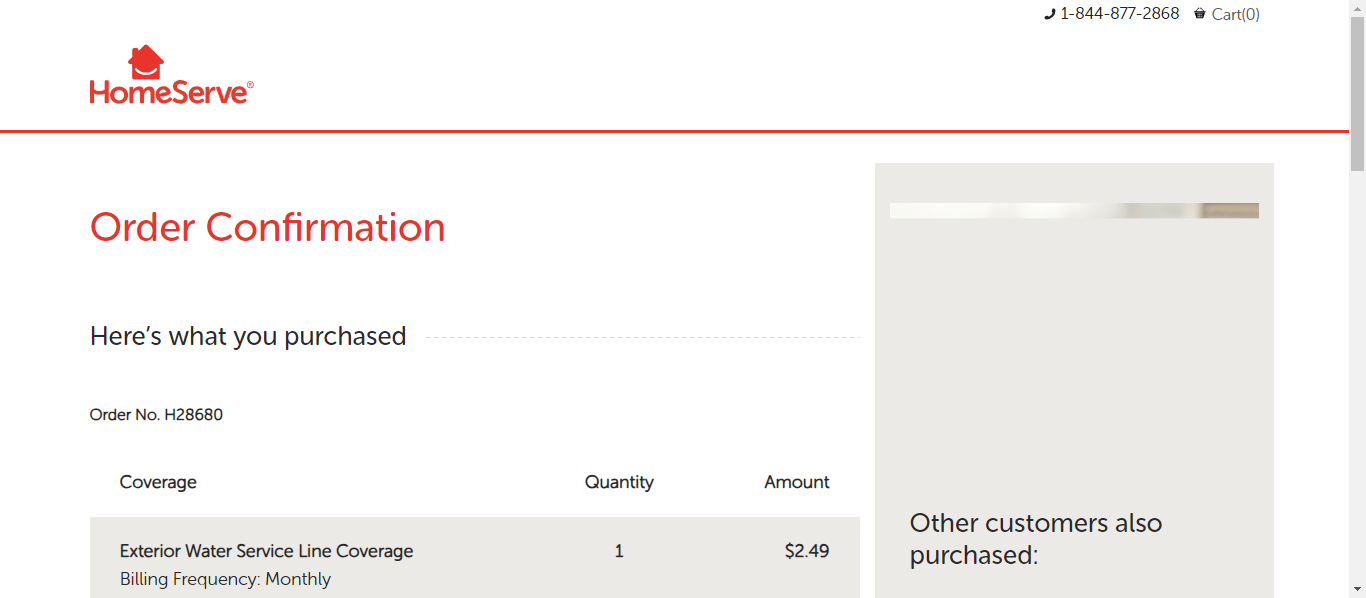 1-844-877-2868 Cart(0)
HomeServe®
Order Confirmation
Here's what you purchased
Order No. H28680
Coverage Quantity Amount
Exterior Water Service Line Coverage 1 $2.49
Billing Frequency: Monthly
Other customers also
purchased: